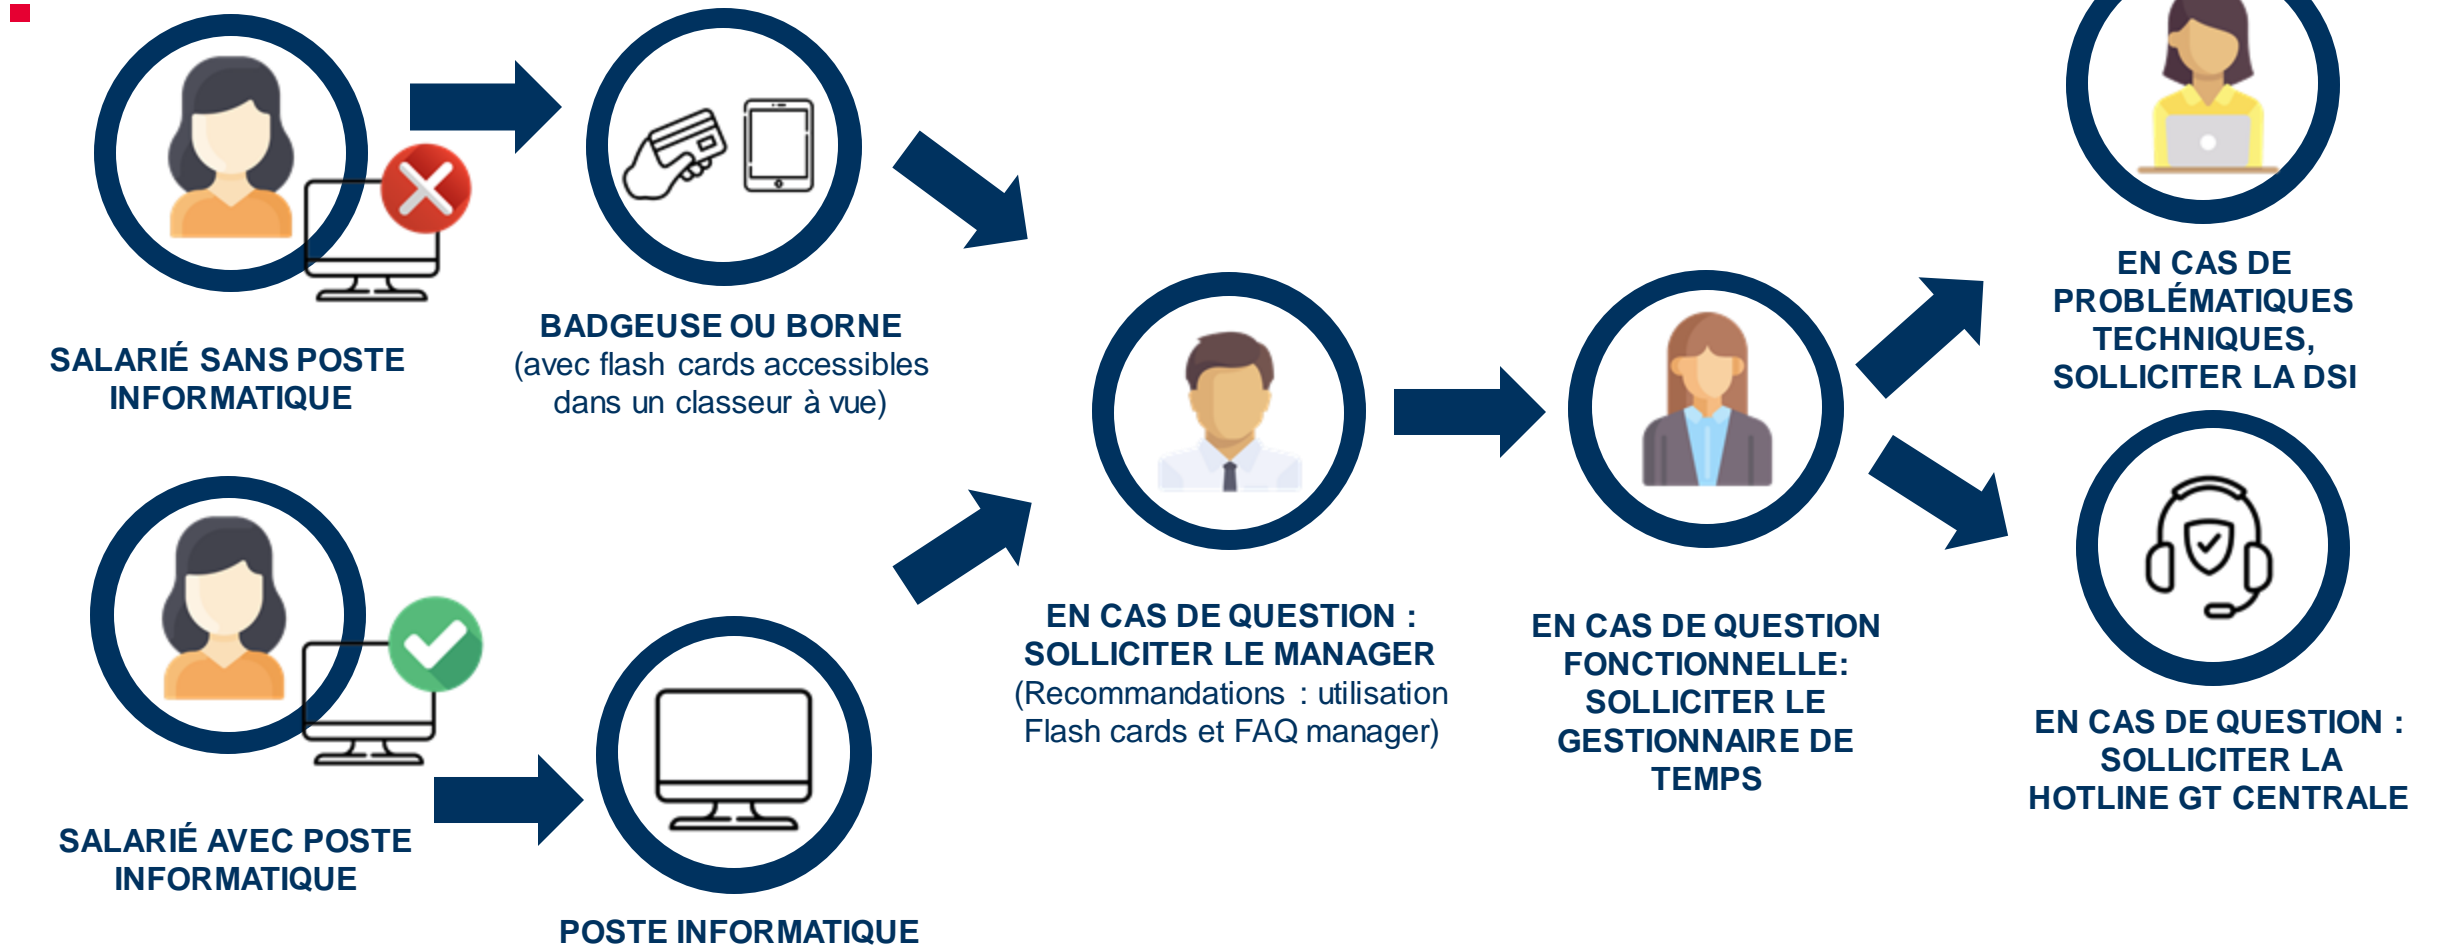 SALARIÉ SANS POSTE
INFORMATIQUE
BADGEUSE OU BORNE
(avec flash cards accessibles
dans un classeur à vue)
SALARIÉ AVEC POSTE
INFORMATIQUE
POSTE INFORMATIQUE
EN CAS DE QUESTION :
SOLLICITER LE MANAGER
(Recommandations : utilisation
Flash cards et FAQ manager)
EN CAS DE QUESTION
FONCTIONNELLE:
SOLLICITER LE
GESTIONNAIRE DE
TEMPS
EN CAS DE
PROBLÉMATIQUES
TECHNIQUES,
SOLLICITER LA DSI
EN CAS DE QUESTION :
SOLLICITER LA
HOTLINE GT CENTRALE